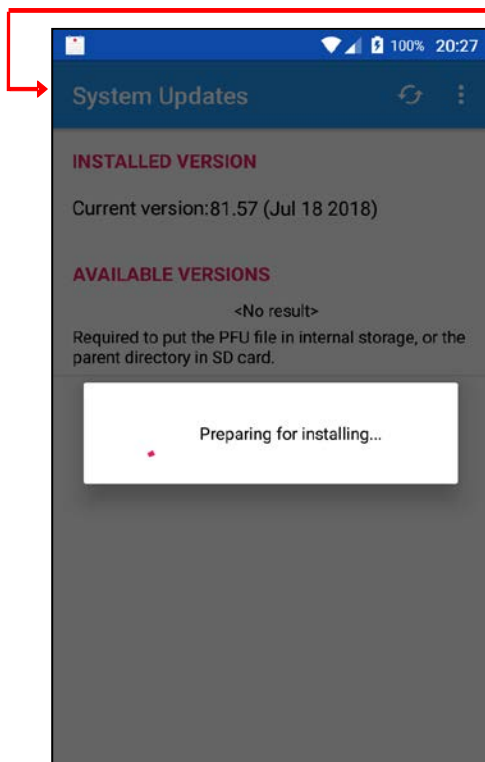 100% 20:27
System Updates
INSTALLED VERSION
Current version:81.57 (Jul 18 2018)
AVAILABLE VERSIONS
<No result>
Required to put the PFU file in internal storage, or the
parent directory in SD card.
Preparing for installing...